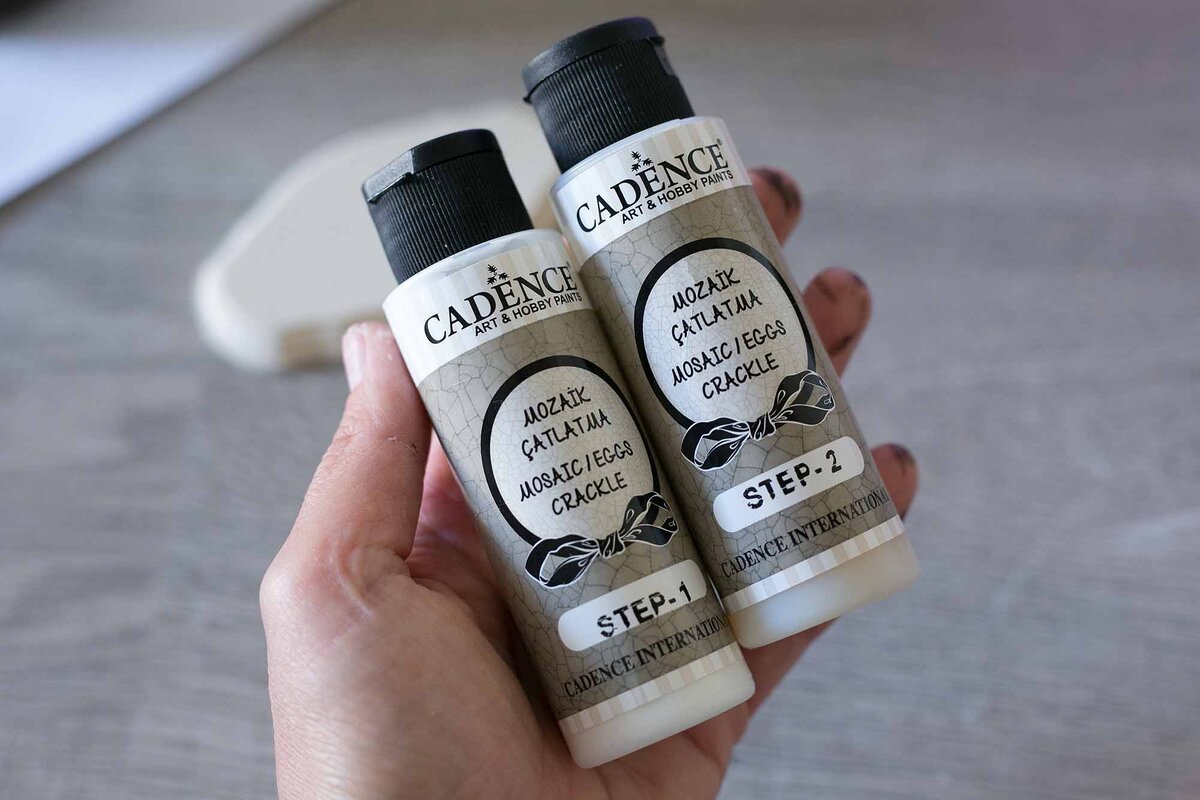 CADENCE
ART & HOBBY PAINTS
MOZAİK
ÇATLATMA
MOSAIC / EGGS
CRACKLE
STEP-1
CADENCE INTERNATIONAL
CADENCE®
ART & HOBBY PAINTS
MOZAİK
ÇATLATMA
MOSAIC / EGGS
CRACKLE
STEP-2
CADENCE INTERNATIONAL